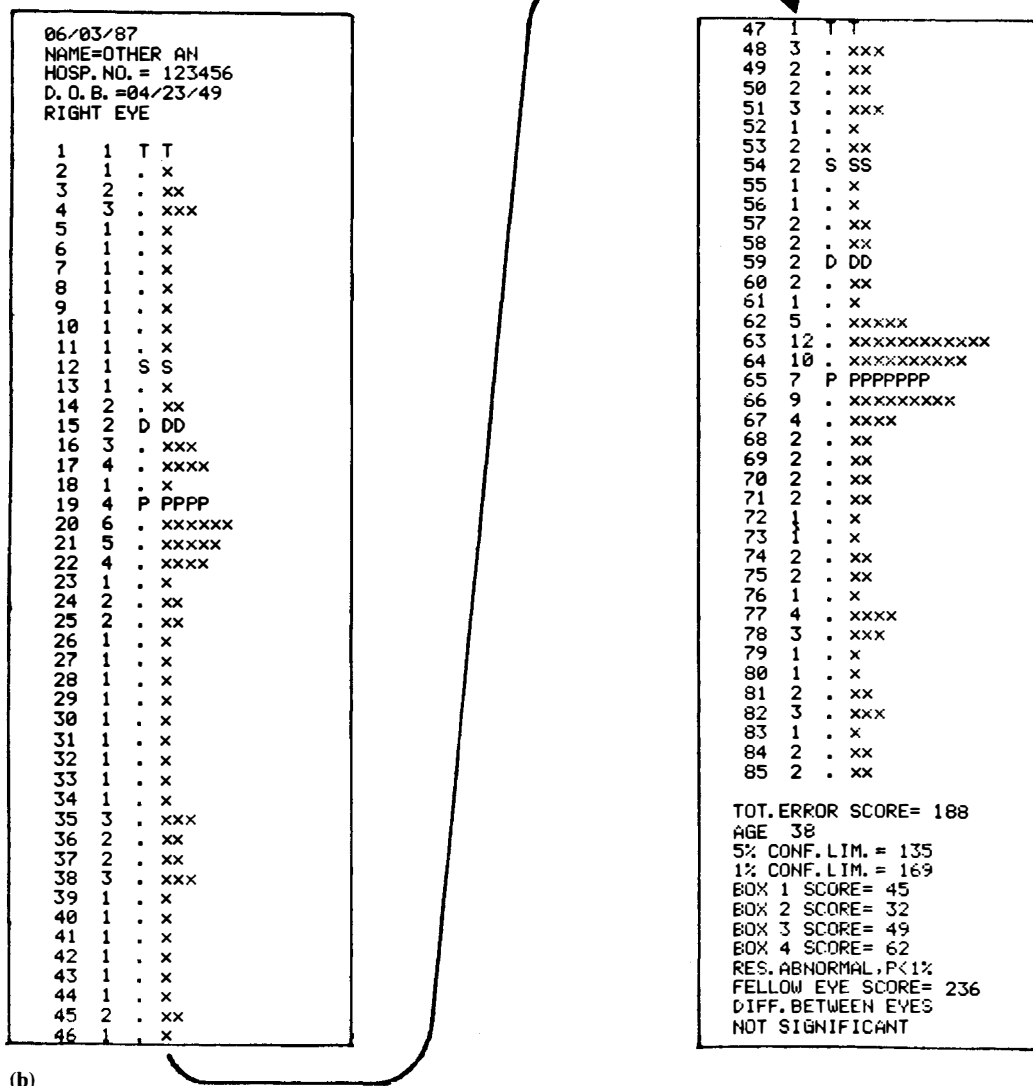 06/03/87
NAME=OTHER AN
HOSP.NO.= 123456
D.O.B.=04/23/49
RIGHT EYE
1 1 T T
2 1 . x
3 2 . xx
4 3 . xxx
5 1 . x
6 1 . x
7 1 . x
8 1 . x
9 1 . x
10 1 . x
11 1 . x
12 1 S S
13 1 . x
14 2 . xx
15 2 D DD
16 3 . xxx
17 4 . xxxx
18 1 . x
19 4 P PPPP
20 6 . xxxxxx
21 5 . xxxxx
22 4 . xxxx
23 1 . x
24 2 . xx
25 2 . xx
26 1 . x
27 1 . x
28 1 . x
29 1 . x
30 1 . x
31 1 . x
32 1 . x
33 1 . x
34 1 . x
35 3 . xxx
36 2 . xx
37 2 . xx
38 3 . xxx
39 1 . x
40 1 . x
41 1 . x
42 1 . x
43 1 . x
44 1 . x
45 2 . xx
46 1 . x
47 1 T T
48 3 . xxx
49 2 . xx
50 2 . xx
51 3 . xxx
52 1 . x
53 2 . xx
54 2 S SS
55 1 . x
56 1 . x
57 2 . xx
58 2 . xx
59 2 D DD
60 2 . xx
61 1 . x
62 5 . xxxxx
63 12 . xxxxxxxxxxxx
64 10 . xxxxxxxxxx
65 7 P PPPPPPP
66 9 . xxxxxxxxx
67 4 . xxxx
68 2 . xx
69 2 . xx
70 2 . xx
71 2 . xx
72 1 . x
73 1 . x
74 2 . xx
75 2 . xx
76 1 . x
77 4 . xxxx
78 3 . xxx
79 1 . x
80 1 . x
81 2 . xx
82 3 . xxx
83 1 . x
84 2 . xx
85 2 . xx
TOT.ERROR SCORE= 188
AGE 38
5% CONF.LIM.= 135
1% CONF.LIM.= 169
BOX 1 SCORE= 45
BOX 2 SCORE= 32
BOX 3 SCORE= 49
BOX 4 SCORE= 62
RES.ABNORMAL,P<1%
FELLOW EYE SCORE= 236
DIFF.BETWEEN EYES
NOT SIGNIFICANT
(b)